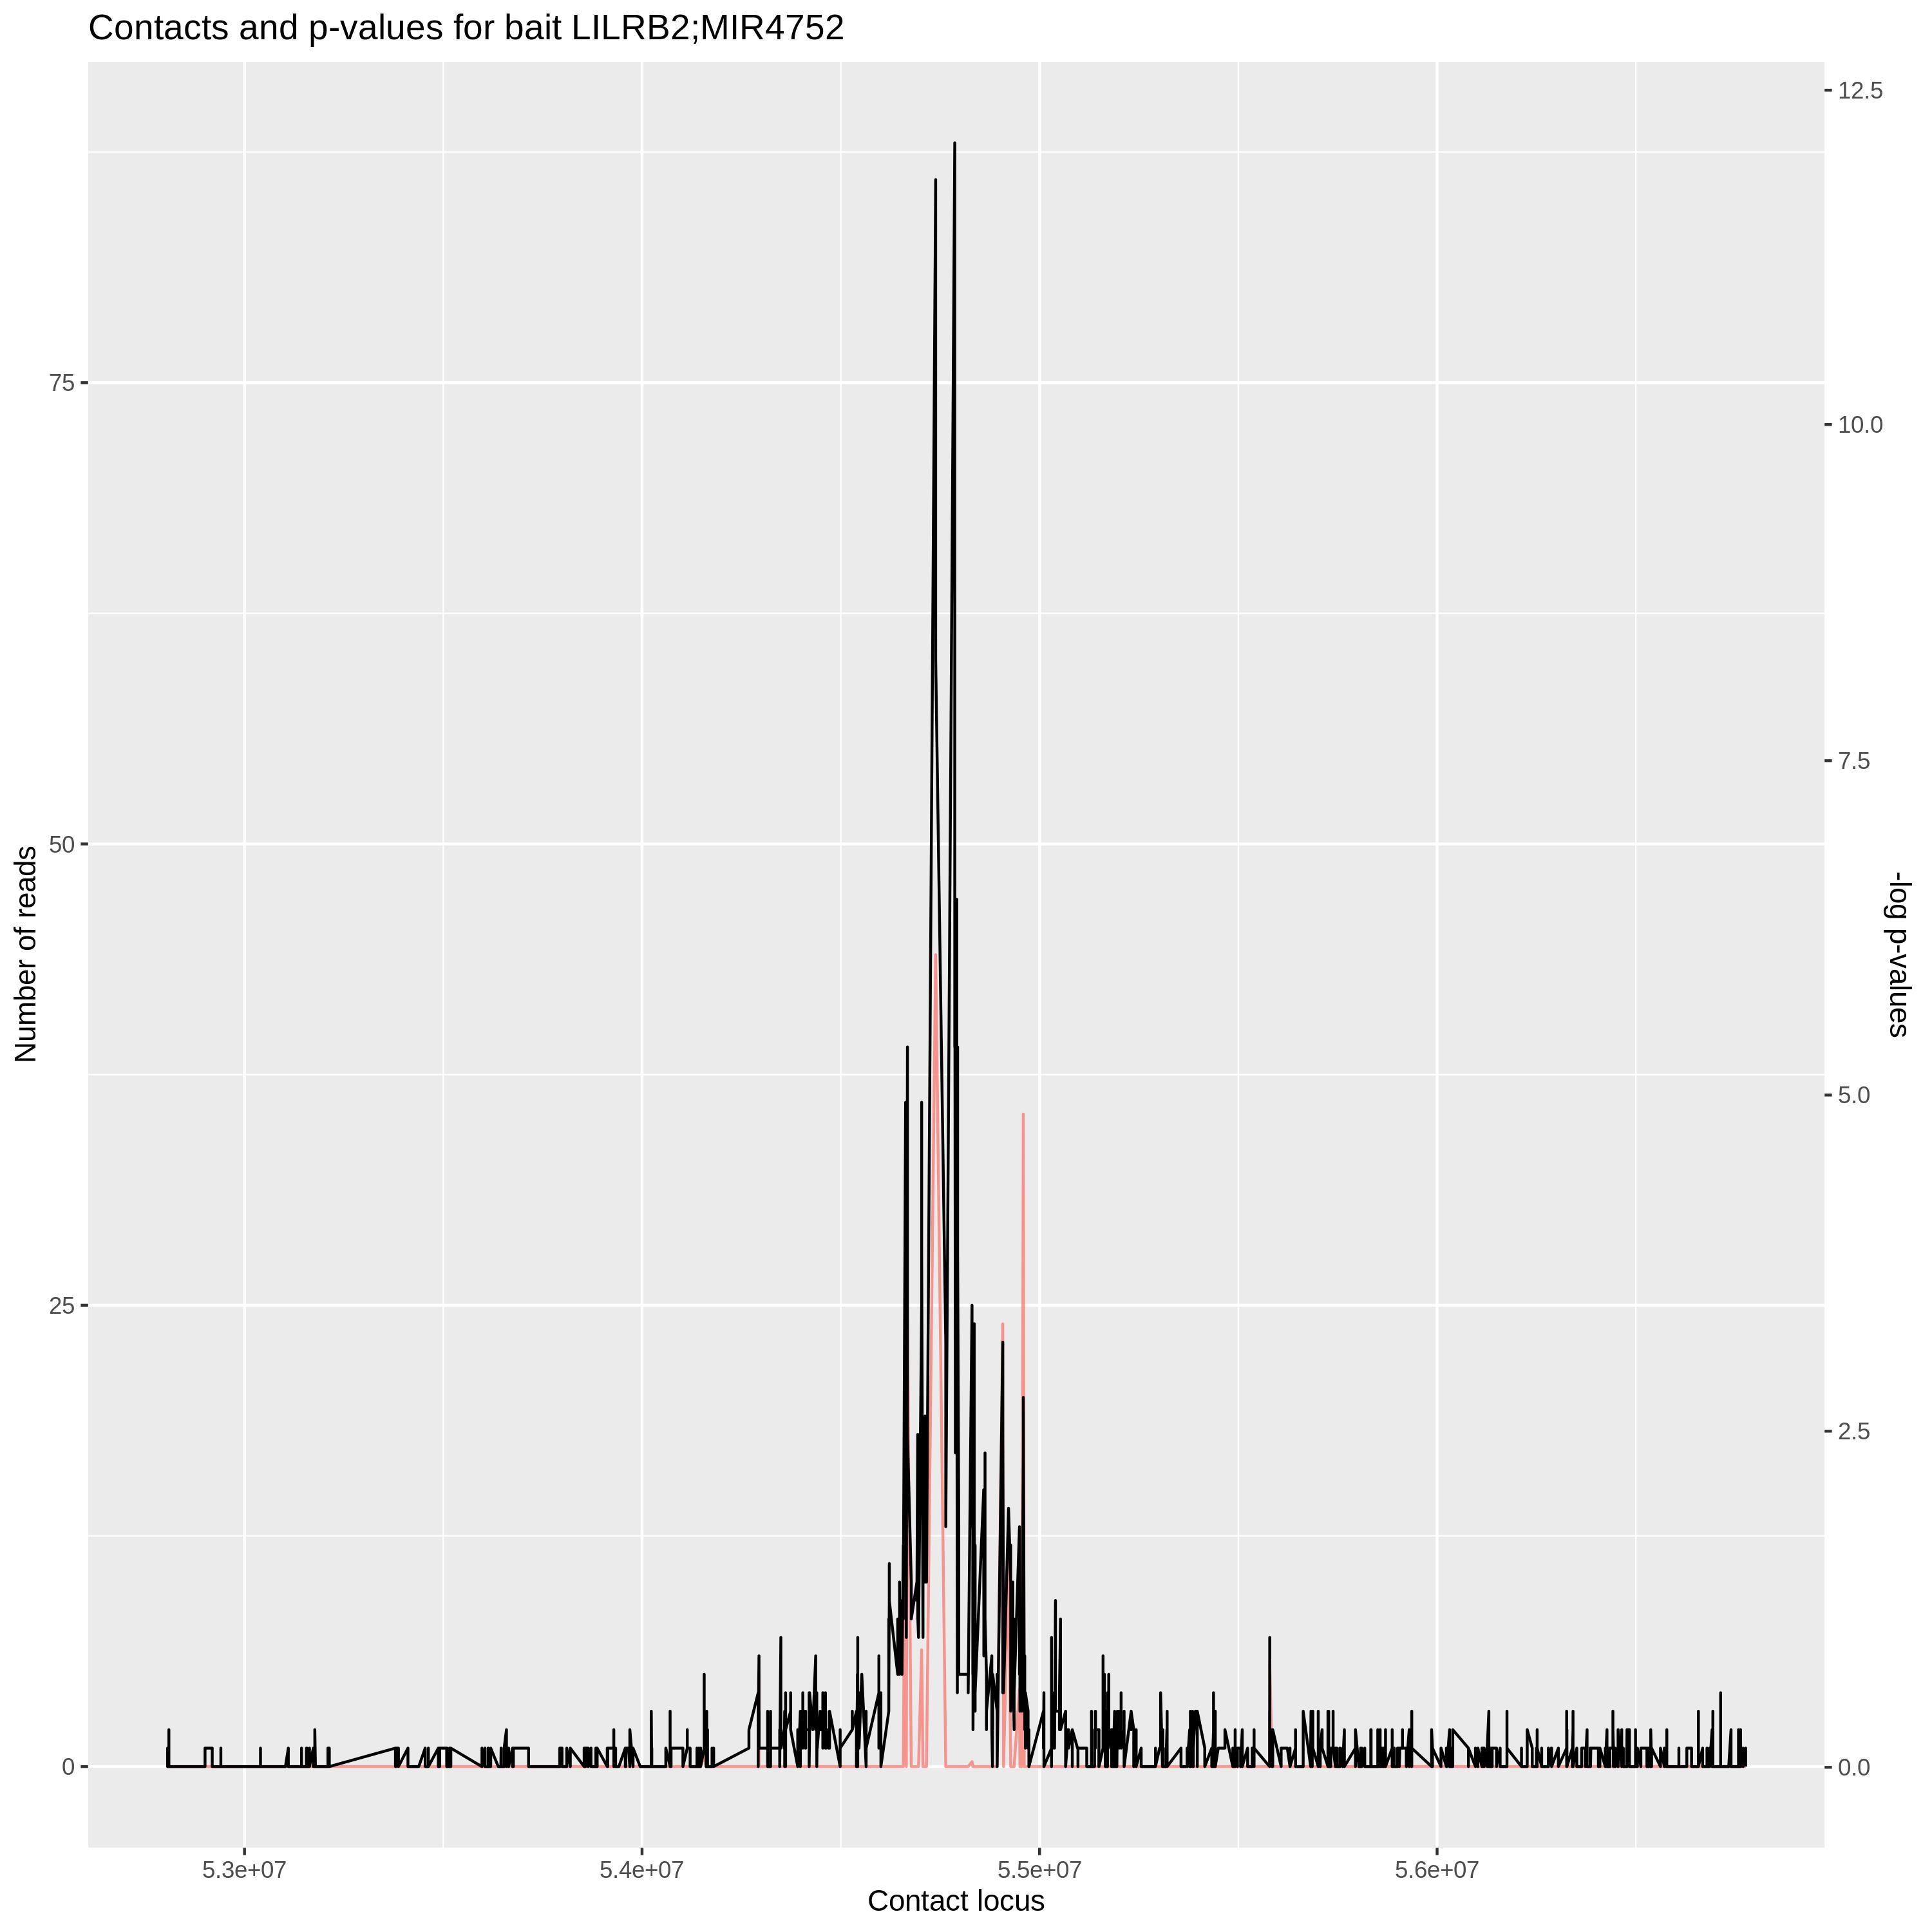 Contacts and p-values for bait LILRB2;MIR4752
Number of reads
75
50
25
0
12.5
10.0
7.5
5.0
2.5
0.0
-log p-values
5.3e+07
5.4e+07
5.5e+07
5.6e+07
Contact locus